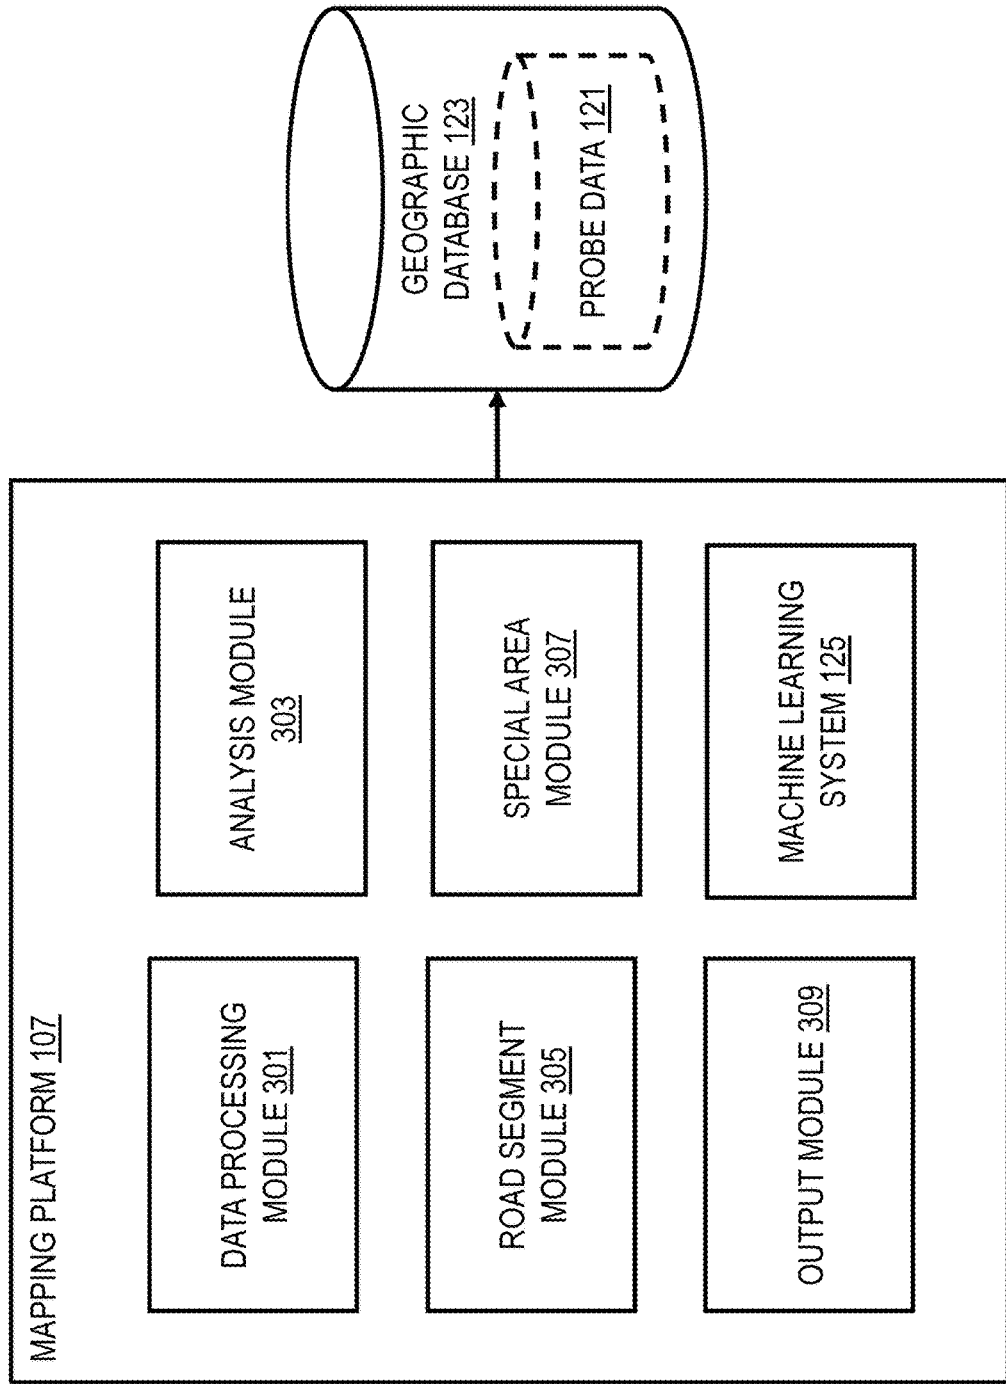 MAPPING PLATFORM 107
DATA PROCESSING
MODULE 301
ANALYSIS MODULE
303
ROAD SEGMENT
MODULE 305
SPECIAL AREA
MODULE 307
OUTPUT MODULE 309
MACHINE LEARNING
SYSTEM 125
GEOGRAPHIC
DATABASE 123
PROBE DATA 121